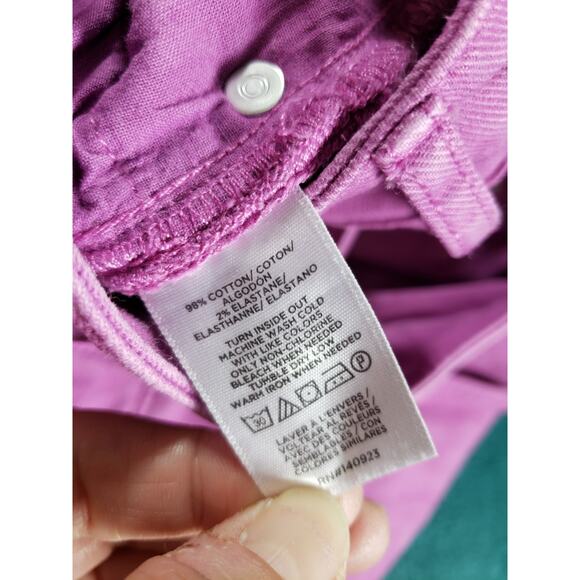 98% COTTON/ COTON/
ALGODÓN
2% ELASTANE/
ELASTHANNE/ ELASTANO
TURN INSIDE OUT
MACHINE WASH COLD
WITH LIKE COLORS
ONLY NON-CHLORINE
BLEACH WHEN NEEDED
TUMBLE DRY LOW
WARM IRON WHEN NEEDED
30
P
LAVER À L'ENVERS/
VOLTEAR AL REVÉS/
AVEC DES COULEURS
SEMBLABLES/ CON
COLORES SIMILARES
RN#140923